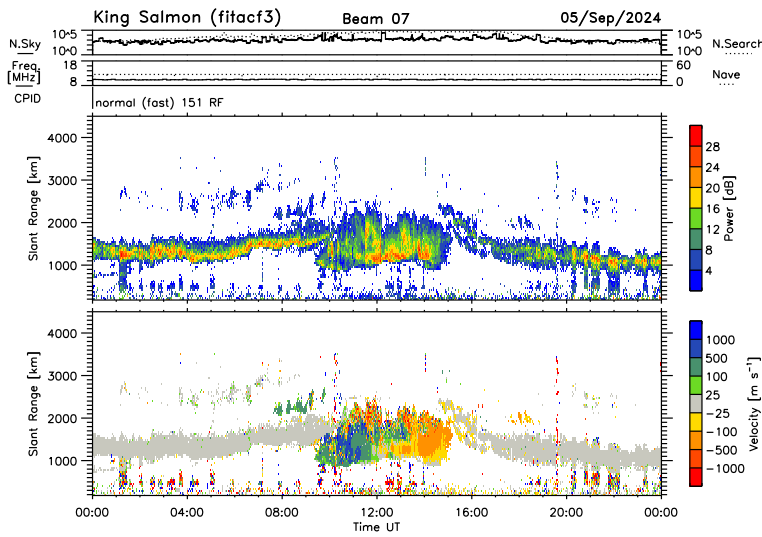 King Salmon (fitacf3) Beam 07 05/Sep/2024
N.Sky 10+5 10+0 10+5 10+0 N.Search
Freq. [MHz] 18 8 60 0 Nave
CPID normal (fast) 151 RF
4000
3000
2000
1000
Slant Range [km]
28
24
20
16
12
8
4
Power [dB]
4000
3000
2000
1000
Slant Range [km]
1000
500
100
25
-25
-100
-500
-1000
Velocity [m s-1]
00:00 04:00 08:00 12:00 16:00 20:00 00:00
Time UT